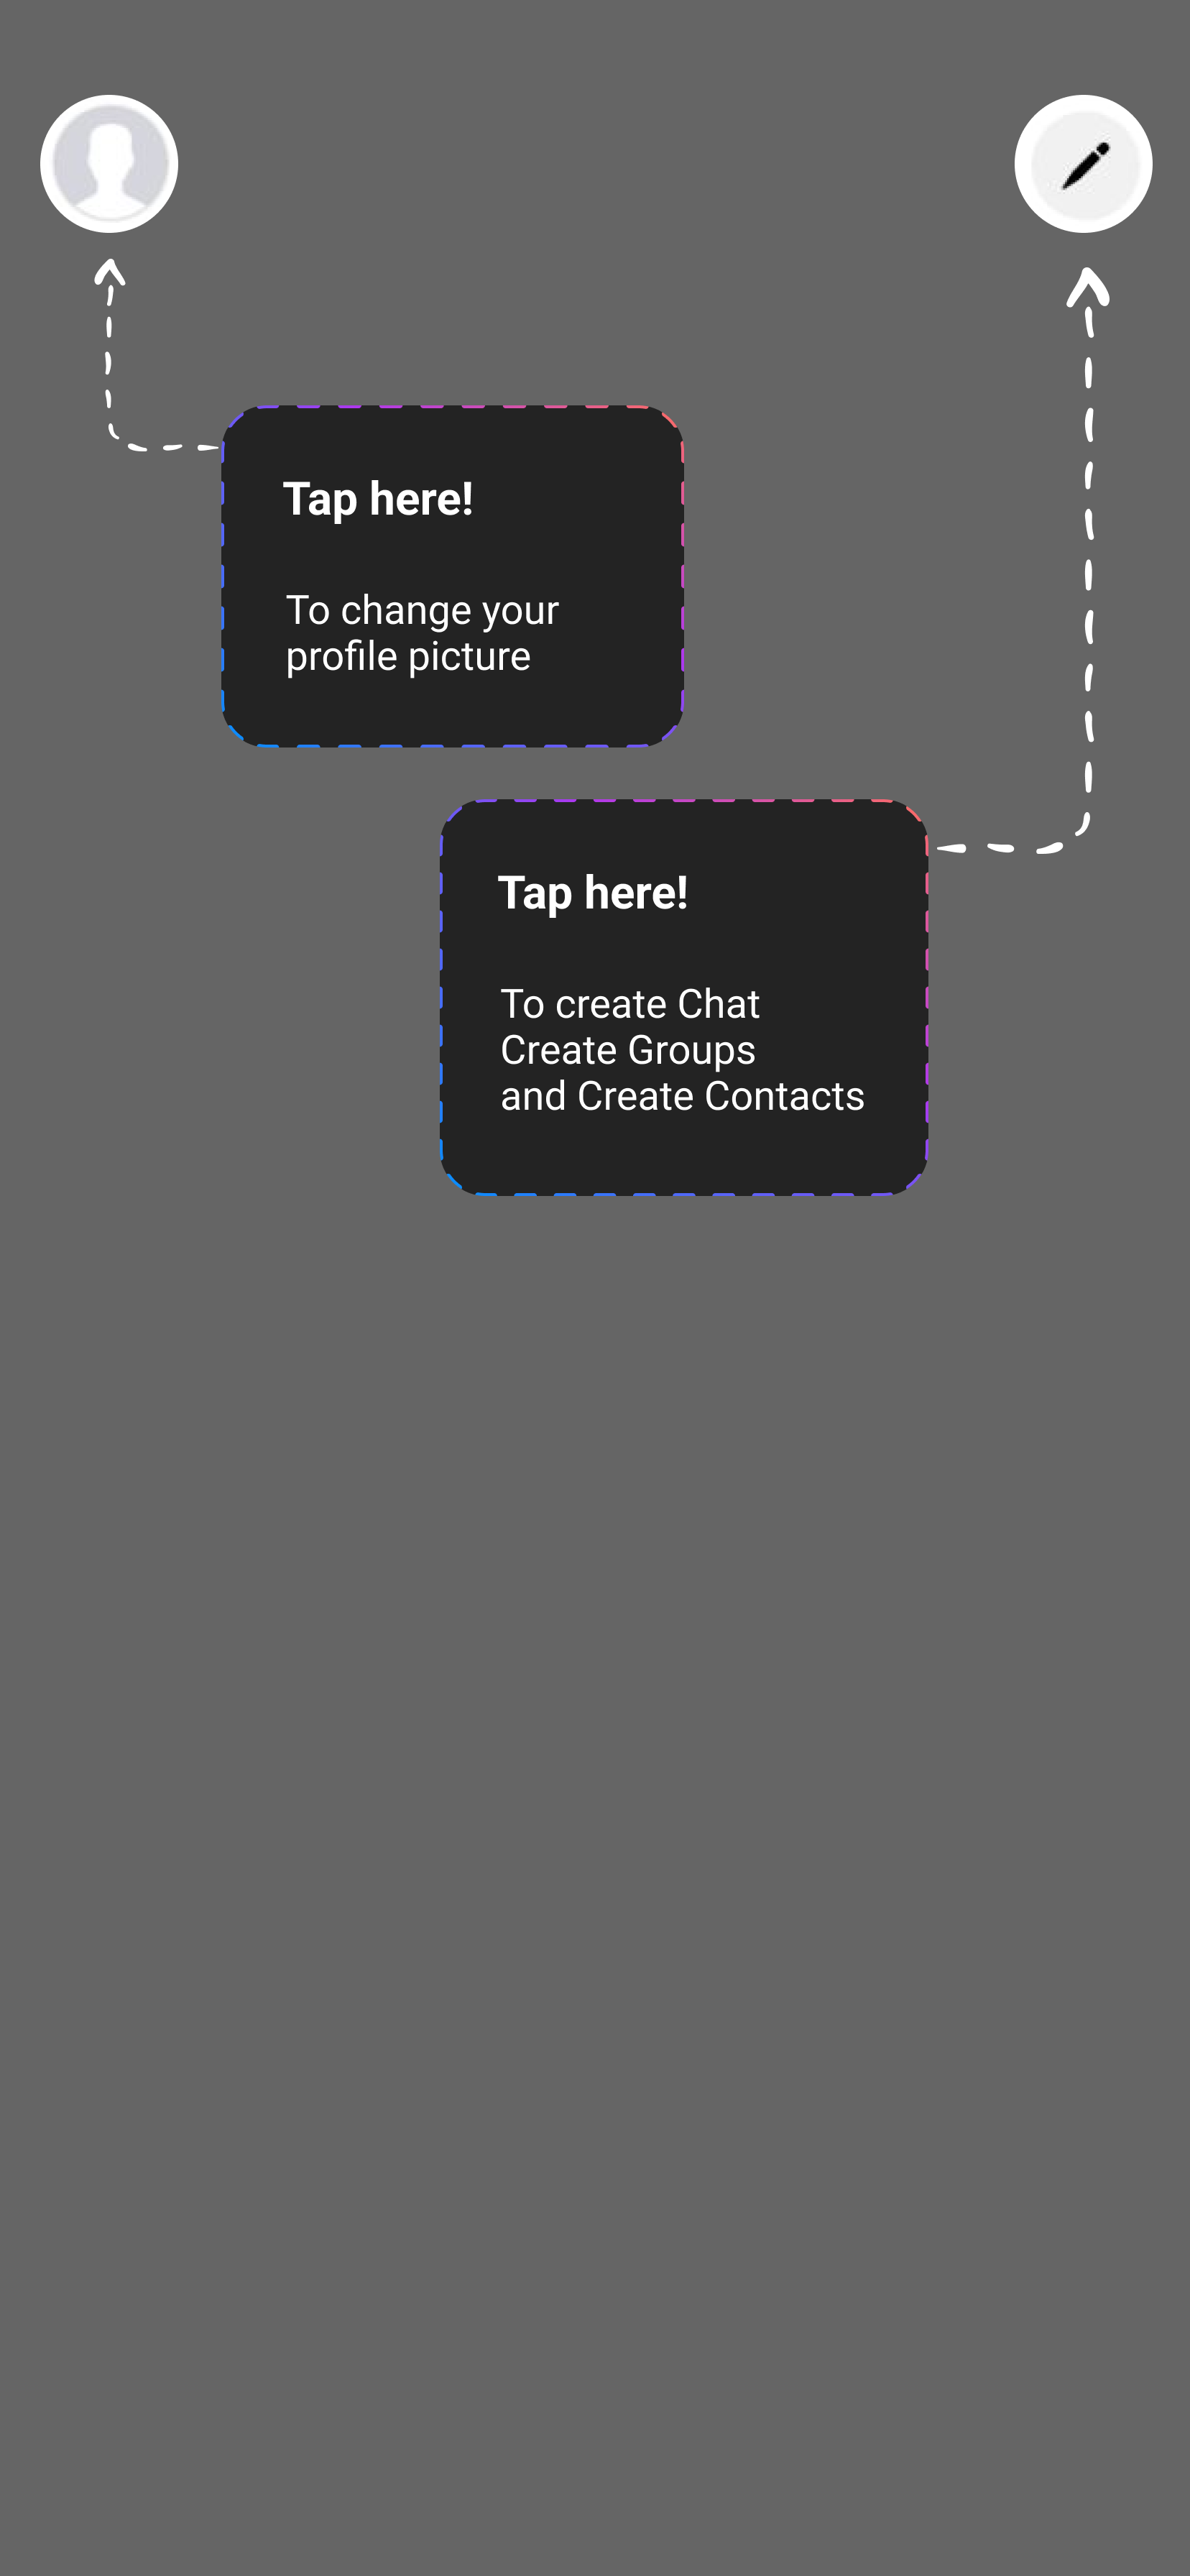 Tap here!
To change your
profile picture
Tap here!
To create Chat
Create Groups
and Create Contacts